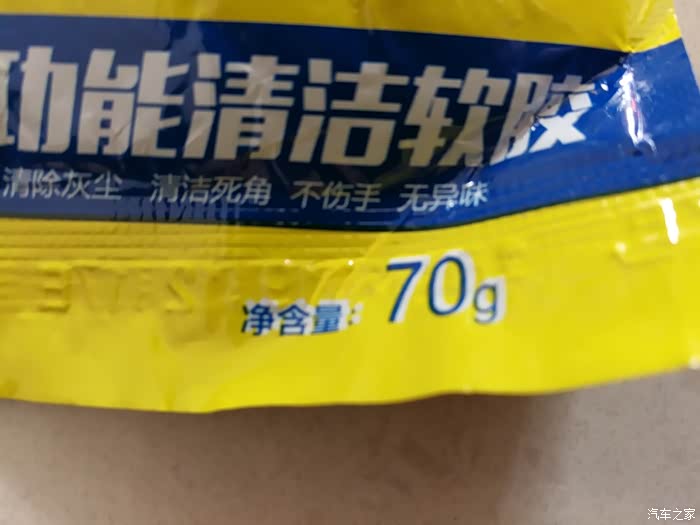 功能清洁软胶
清除灰尘 清洁死角 不伤手 无异味
净含量：70g
汽车之家